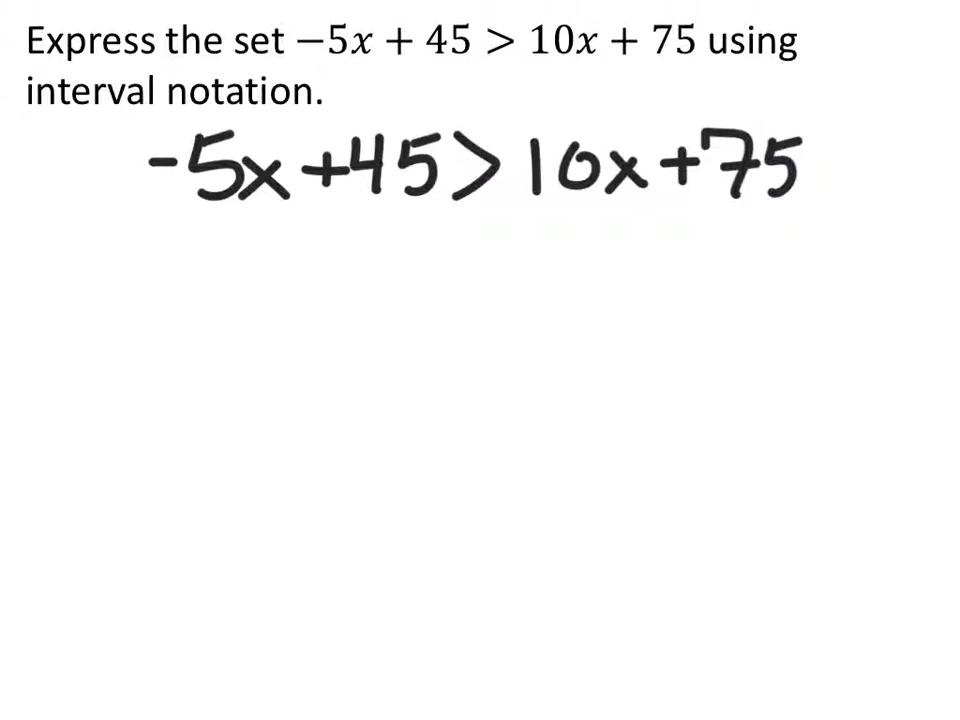 Express the set −5𝑥 + 45 > 10𝑥 + 75 using
interval notation.
-5x+45>10x+75